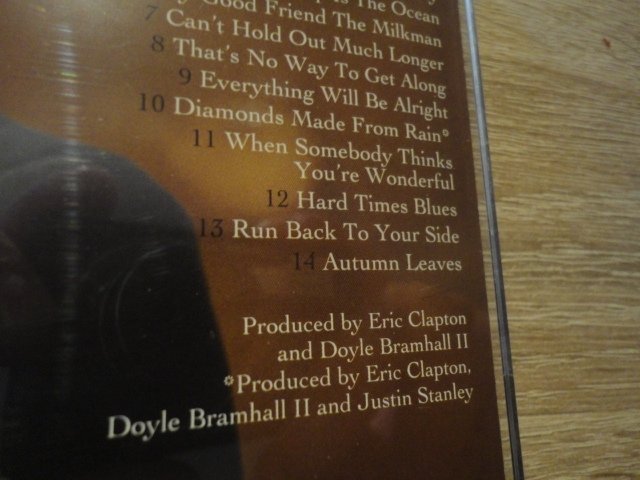 Is The Ocean
Good Friend The Milkman
7 Can't Hold Out Much Longer
8 That's No Way To Get Along
9 Everything Will Be Alright
10 Diamonds Made From Rain*
11 When Somebody Thinks
You're Wonderful
12 Hard Times Blues
13 Run Back To Your Side
14 Autumn Leaves
Produced by Eric Clapton
and Doyle Bramhall II
*Produced by Eric Clapton,
Doyle Bramhall II and Justin Stanley